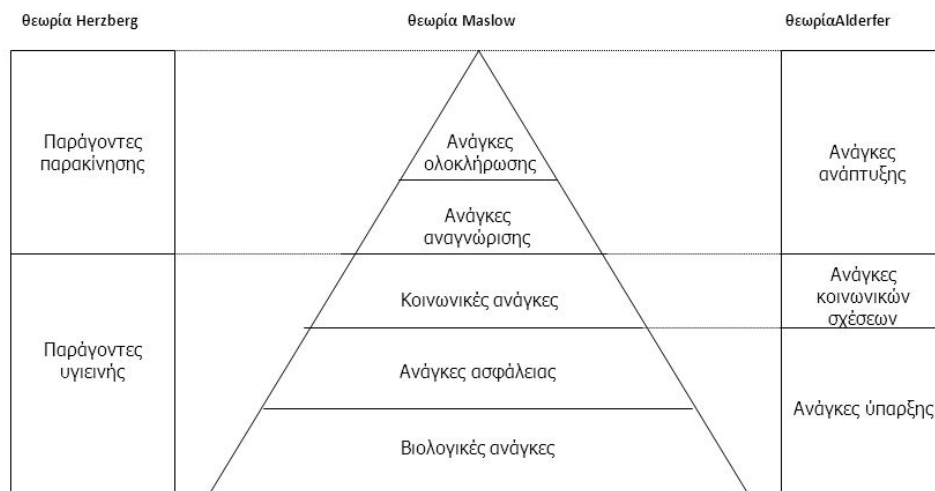 θεωρία Herzberg
θεωρία Maslow
θεωρίαAlderfer
Παράγοντες
παρακίνησης
Ανάγκες
ολοκλήρωσης
Ανάγκες
αναγνώρισης
Ανάγκες
ανάπτυξης
Παράγοντες
υγιεινής
Κοινωνικές ανάγκες
Ανάγκες ασφάλειας
Βιολογικές ανάγκες
Ανάγκες
κοινωνικών
σχέσεων
Ανάγκες ύπαρξης